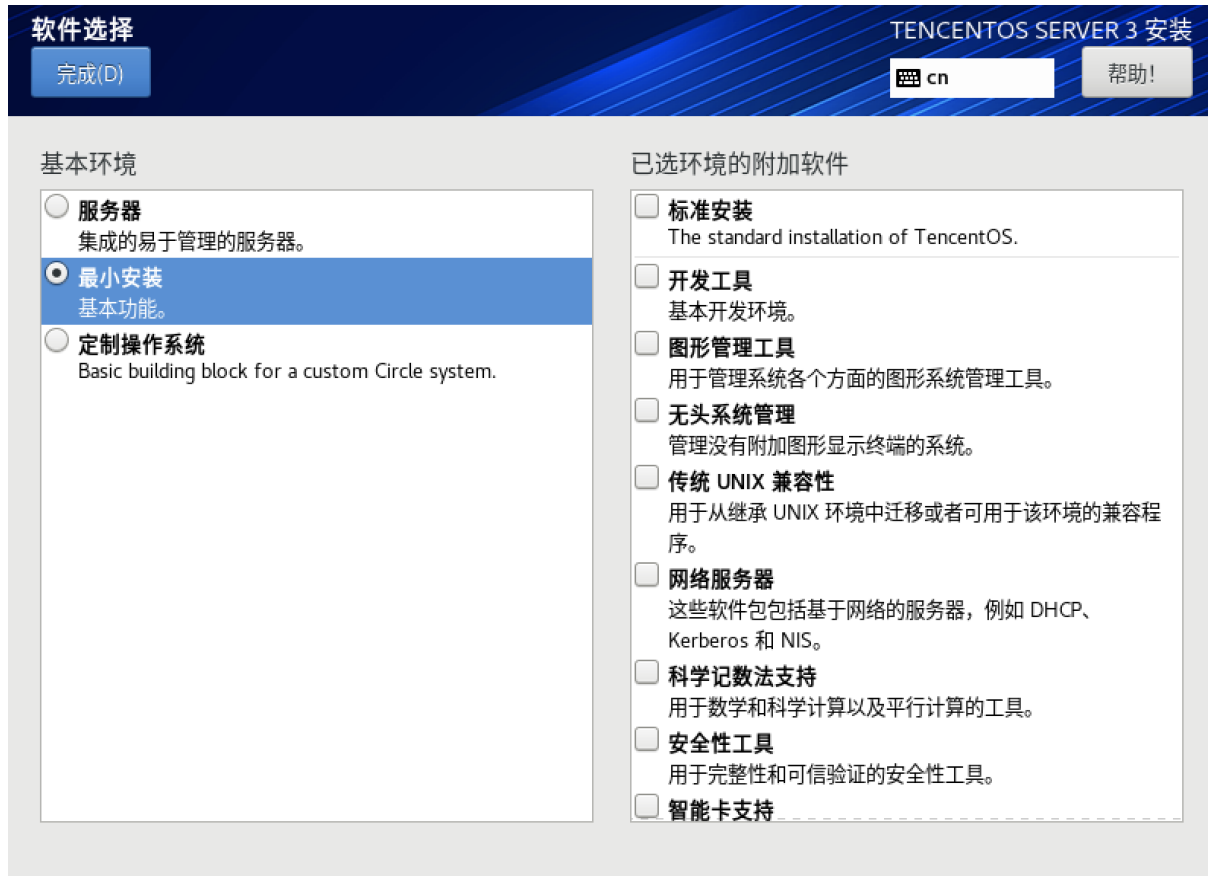 软件选择
完成(D)
TENCENTOS SERVER 3 安装
cn
帮助!
基本环境
服务器
集成的易于管理的服务器。
最小安装
基本功能。
定制操作系统
Basic building block for a custom Circle system.
已选环境的附加软件
标准安装
The standard installation of TencentOS.
开发工具
基本开发环境。
图形管理工具
用于管理系统各个方面的图形系统管理工具。
无头系统管理
管理没有附加图形显示终端的系统。
传统 UNIX 兼容性
用于从继承 UNIX 环境中迁移或者可用于该环境的兼容程
序。
网络服务器
这些软件包包括基于网络的服务器，例如 DHCP、
Kerberos 和 NIS。
科学记数法支持
用于数学和科学计算以及平行计算的工具。
安全性工具
用于完整性和可信验证的安全性工具。
智能卡支持